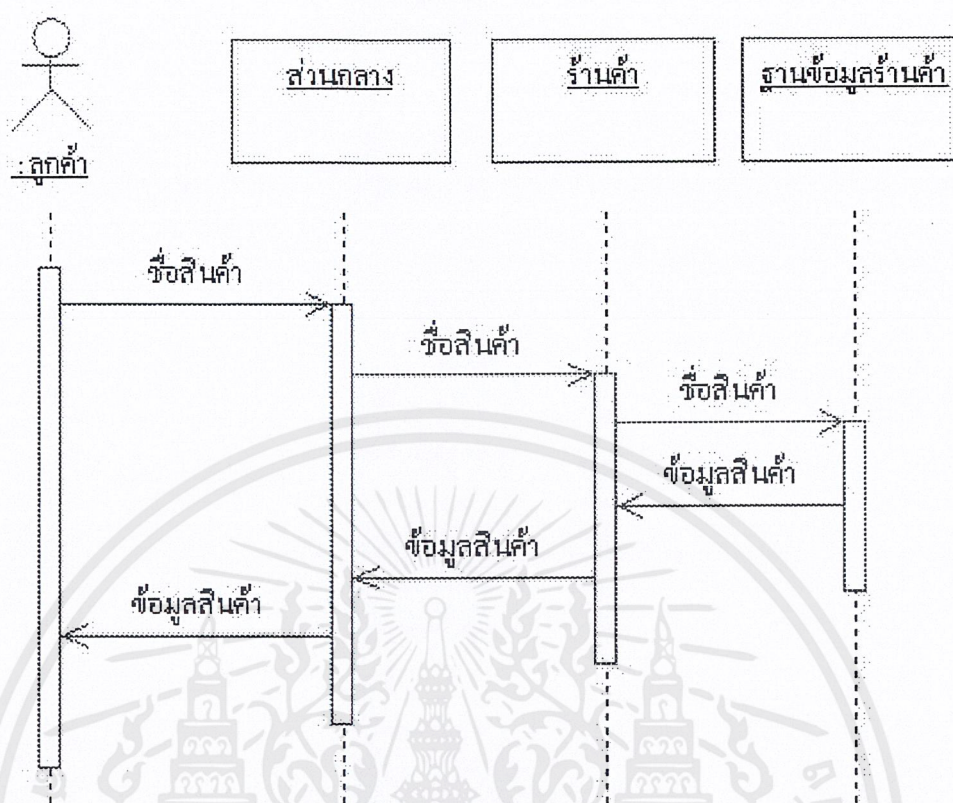 ส่วนกลาง
ร้านค้า
ฐานข้อมูลร้านค้า
: ลูกค้า
ชื่อสินค้า
ชื่อสินค้า
ชื่อสินค้า
ข้อมูลสินค้า
ข้อมูลสินค้า
ข้อมูลสินค้า